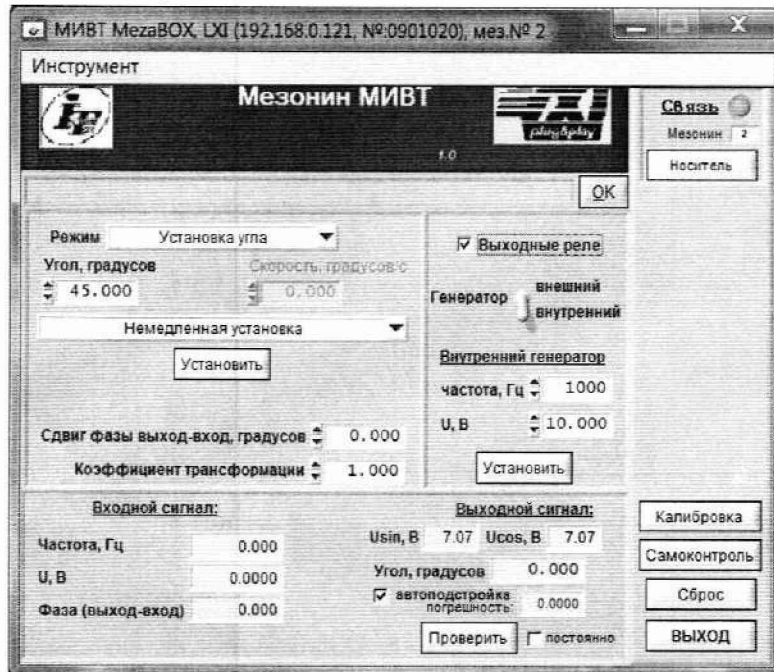 МИВТ MezaBOX, LXI (192.168.0.121, №:0901020), мез.№ 2
Инструмент
Мезонин МИВТ
plug&play
1.0
Связь
Мезонин 2
Носитель
OK
Режим Установка угла
Угол, градусов Скорость, градусов/с
45.000 0.000
Немедленная установка
Установить
Сдвиг фазы выход-вход, градусов 0.000
Коэффициент трансформации 1.000
Выходные реле
Генератор внешний
внутренний
Внутренний генератор
частота, Гц 1000
U, В 10.000
Установить
Входной сигнал:
Частота, Гц 0.000
U, В 0.0000
Фаза (выход-вход) 0.000
Выходной сигнал:
Usin, В 7.07 Ucos, В 7.07
Угол, градусов 0.000
автоподстройка
погрешность: 0.0000
Проверить постоянно
Калибровка
Самоконтроль
Сброс
ВЫХОД